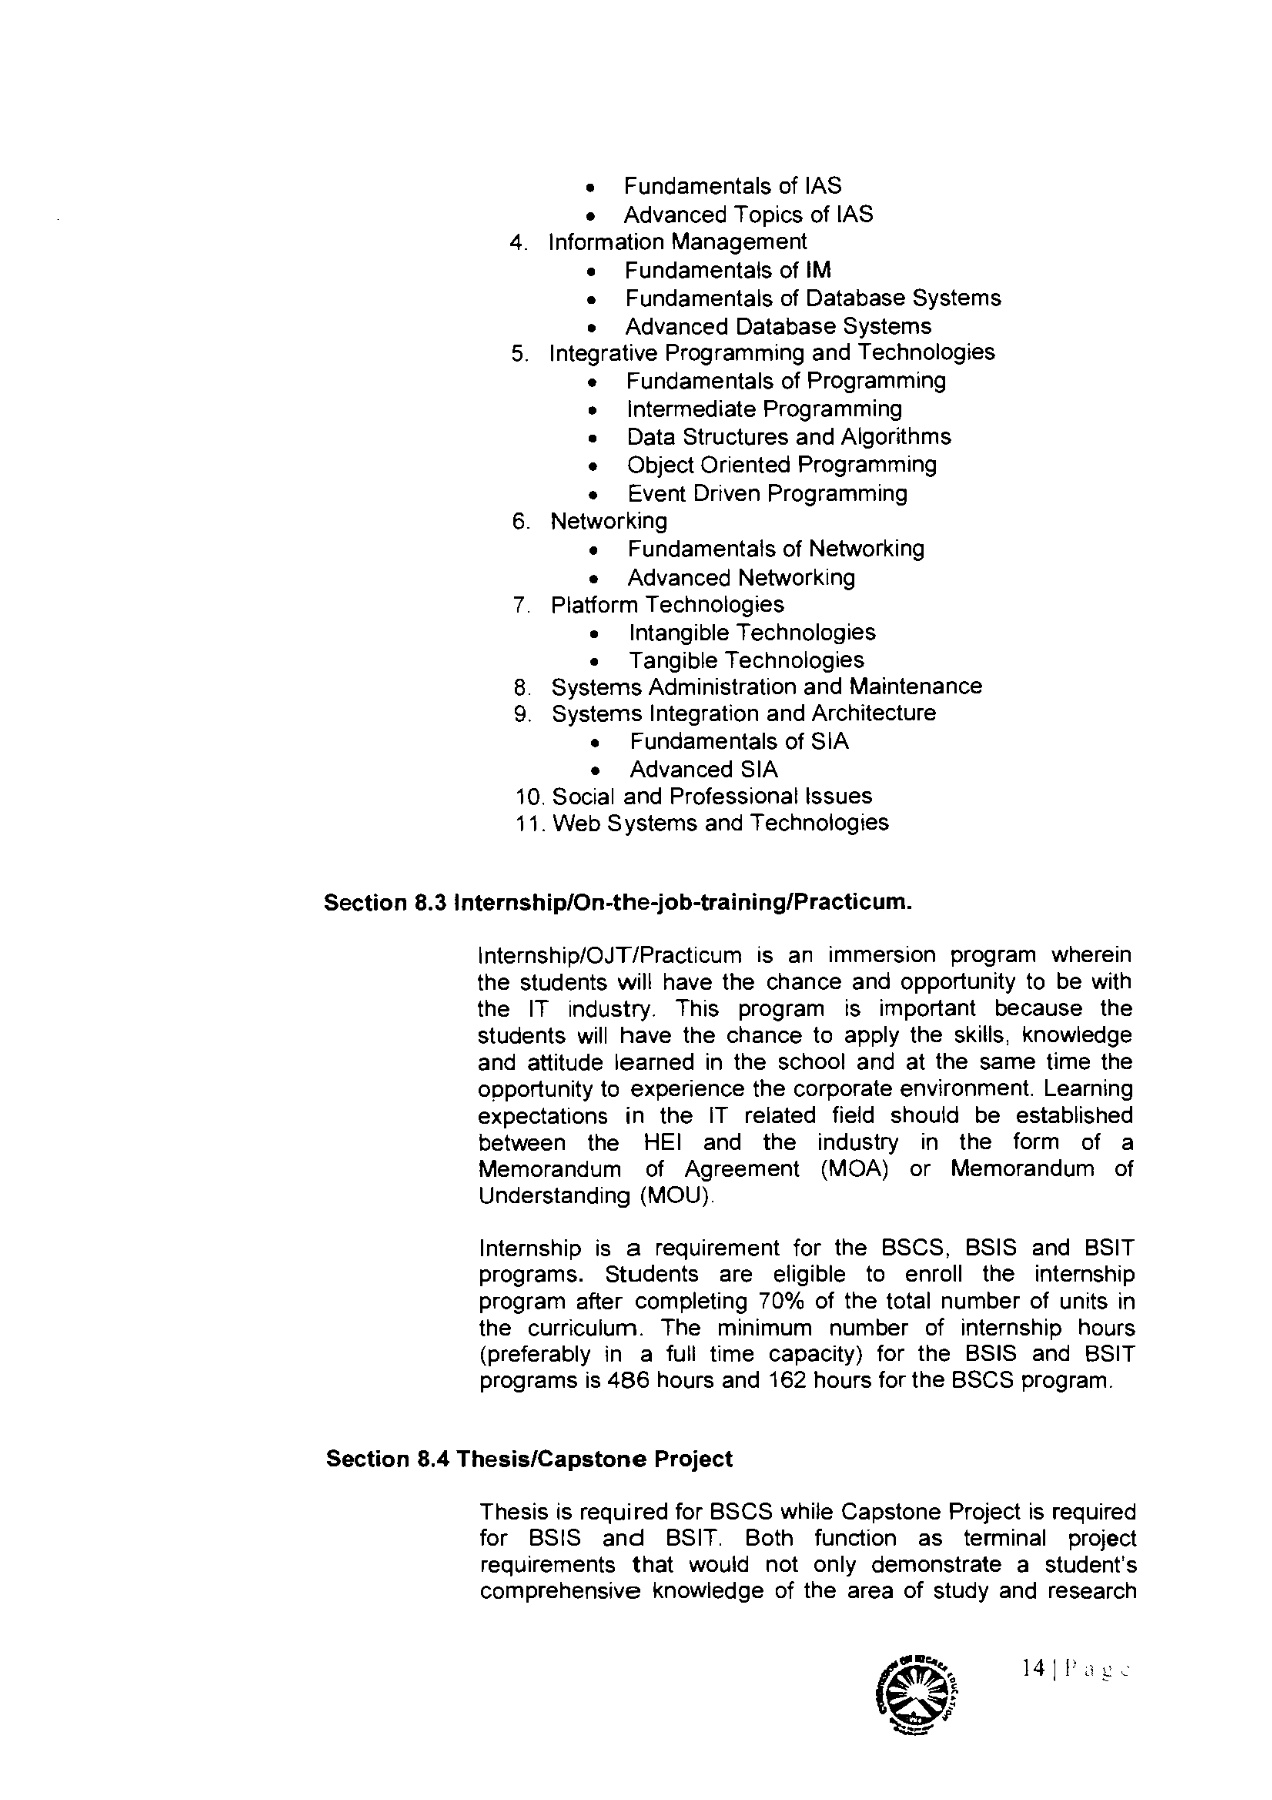 • Fundamentals of IAS
• Advanced Topics of IAS
4. Information Management
• Fundamentals of IM
• Fundamentals of Database Systems
• Advanced Database Systems
5. Integrative Programming and Technologies
• Fundamentals of Programming
• Intermediate Programming
• Data Structures and Algorithms
• Object Oriented Programming
• Event Driven Programming
6. Networking
• Fundamentals of Networking
• Advanced Networking
7. Platform Technologies
• Intangible Technologies
• Tangible Technologies
8. Systems Administration and Maintenance
9. Systems Integration and Architecture
• Fundamentals of SIA
• Advanced SIA
10. Social and Professional Issues
11. Web Systems and Technologies
Section 8.3 Internship/On-the-job-training/Practicum.
Internship/OJT/Practicum is an immersion program wherein
the students will have the chance and opportunity to be with
the IT industry. This program is important because the
students will have the chance to apply the skills, knowledge
and attitude learned in the school and at the same time the
opportunity to experience the corporate environment. Learning
expectations in the IT related field should be established
between the HEI and the industry in the form of a
Memorandum of Agreement (MOA) or Memorandum of
Understanding (MOU).
Internship is a requirement for the BSCS, BSIS and BSIT
programs. Students are eligible to enroll the internship
program after completing 70% of the total number of units in
the curriculum. The minimum number of internship hours
(preferably in a full time capacity) for the BSIS and BSIT
programs is 486 hours and 162 hours for the BSCS program.
Section 8.4 Thesis/Capstone Project
Thesis is required for BSCS while Capstone Project is required
for BSIS and BSIT. Both function as terminal project
requirements that would not only demonstrate a student's
comprehensive knowledge of the area of study and research
COMMISSION ON HIGHER EDUCATION
14 | Page